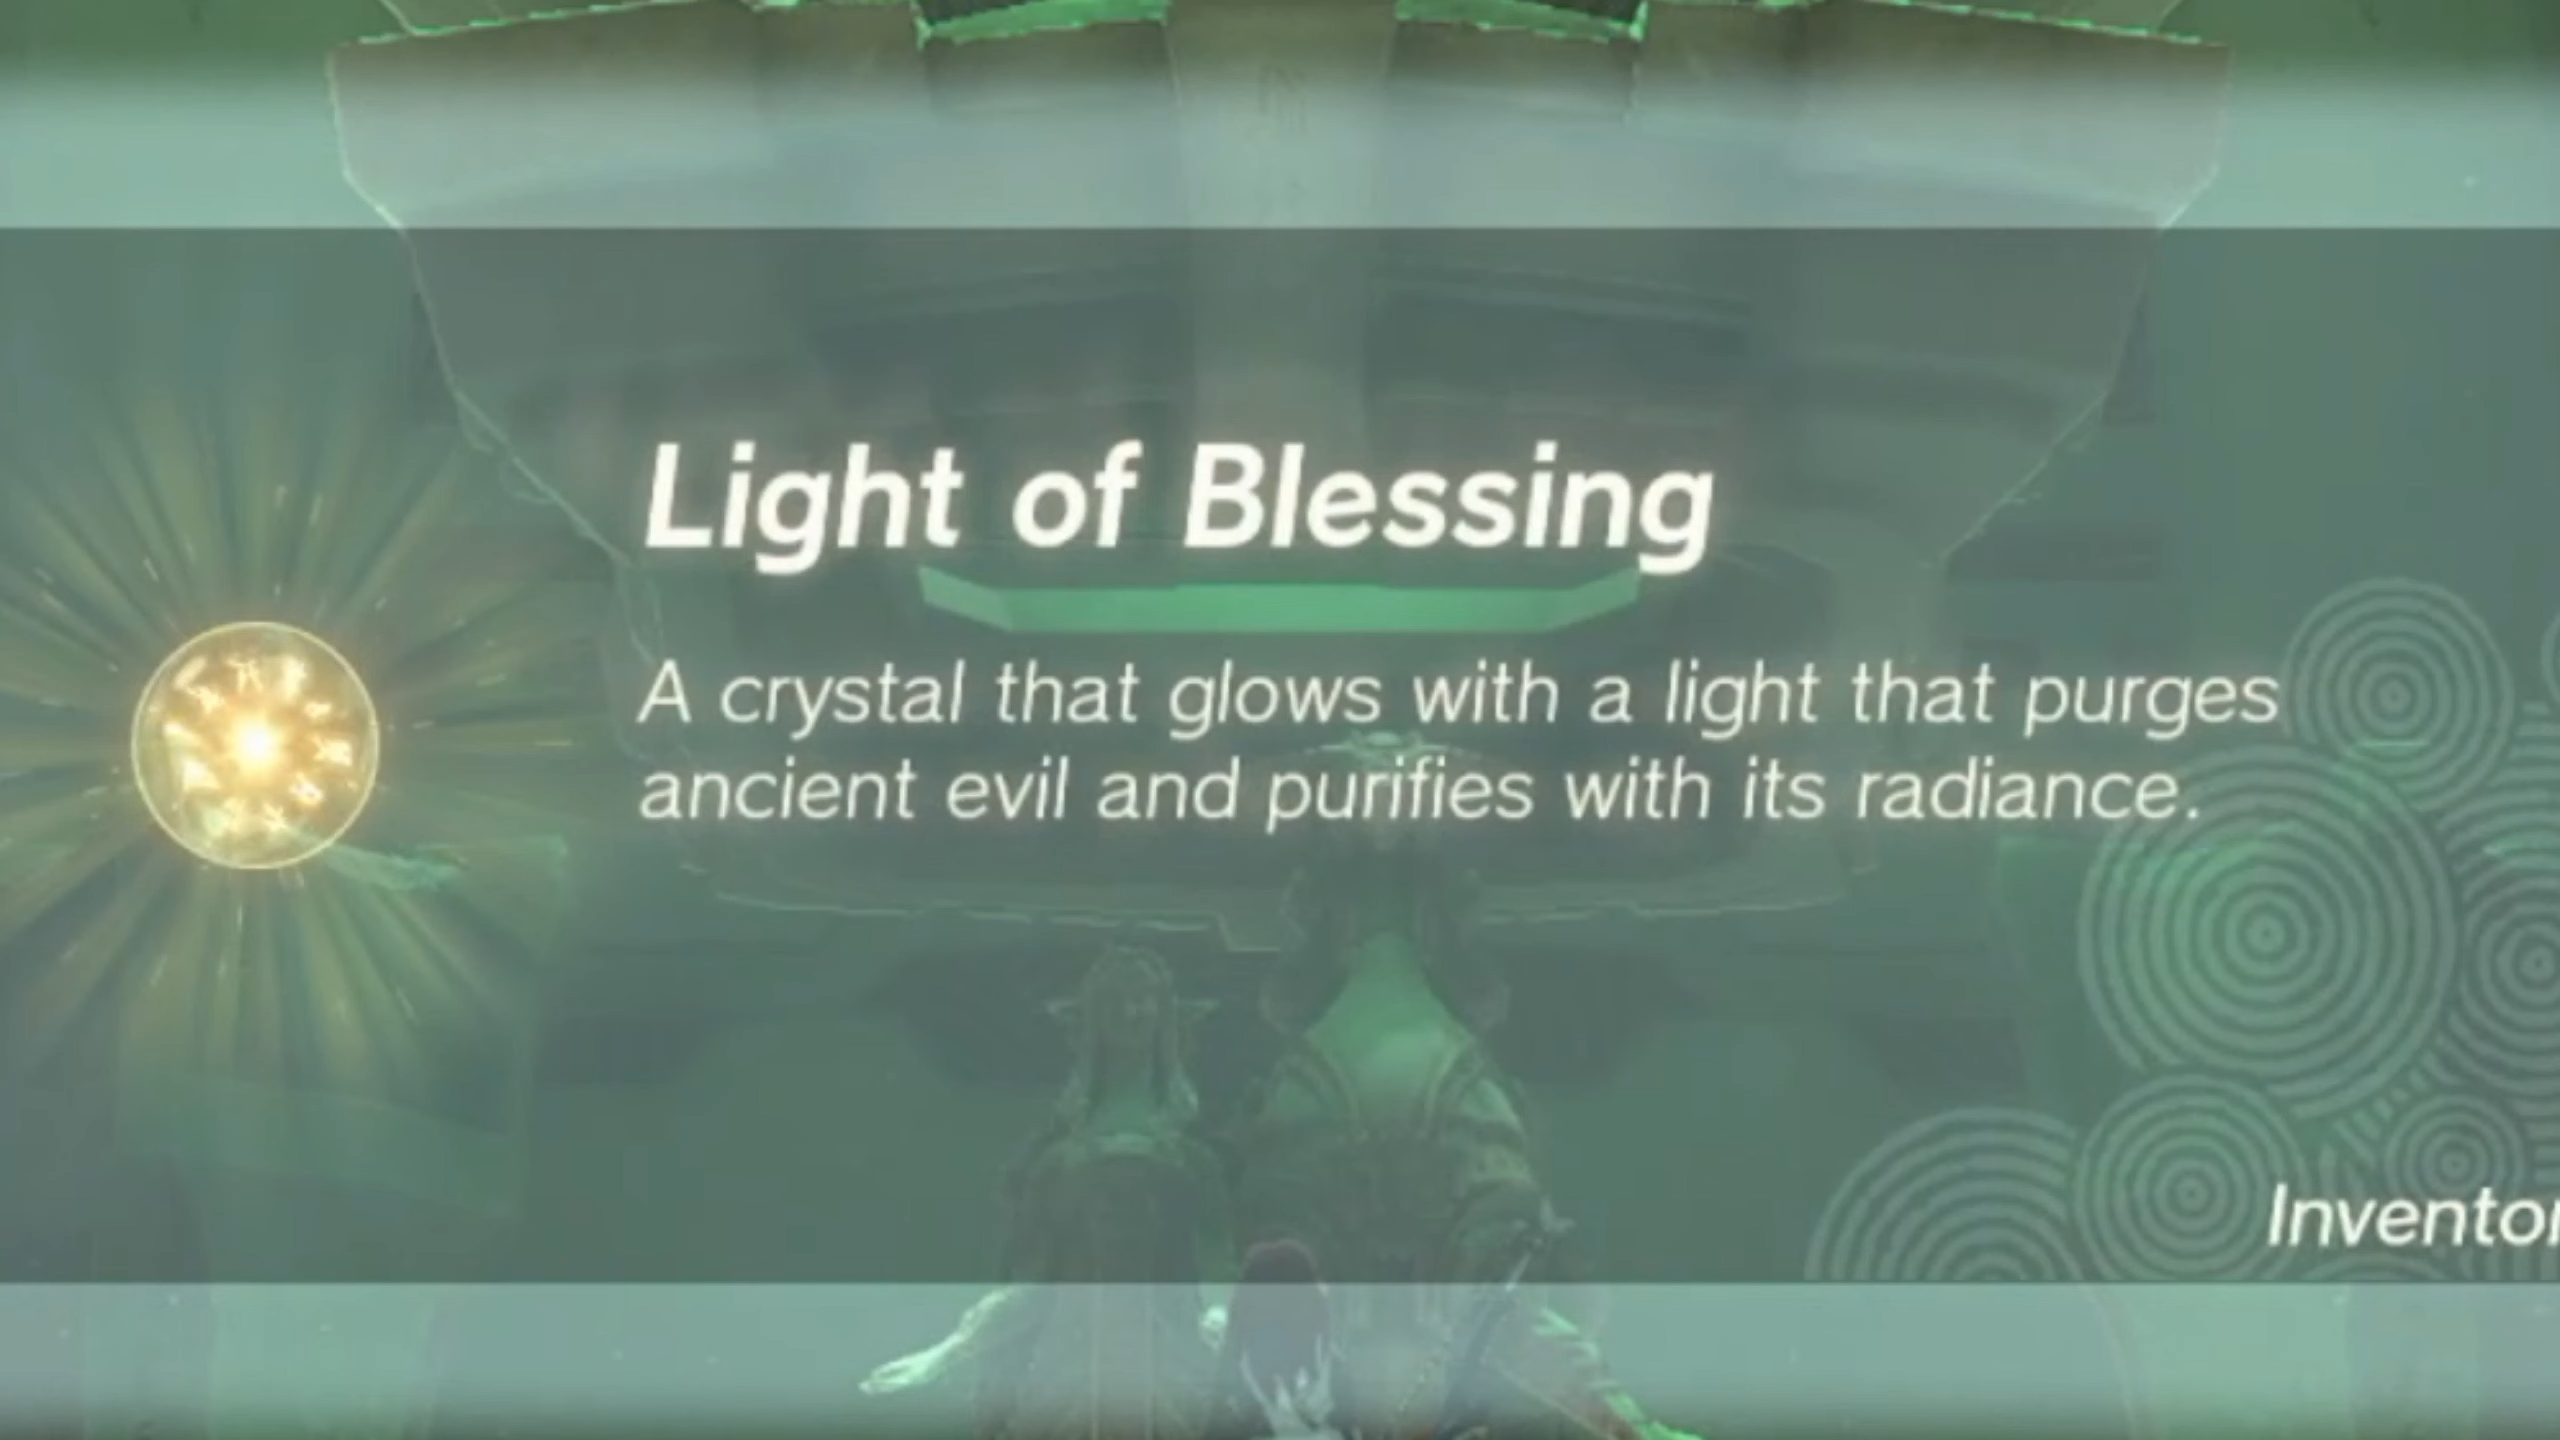 Light of Blessing
A crystal that glows with a light that purges
ancient evil and purifies with its radiance.